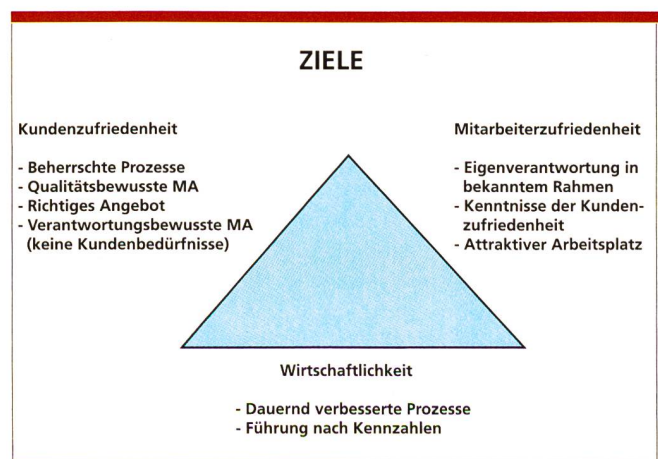 ZIELE
Kundenzufriedenheit
- Beherrschte Prozesse
- Qualitätsbewusste MA
- Richtiges Angebot
- Verantwortungsbewusste MA
(keine Kundenbedürfnisse)
Mitarbeiterzufriedenheit
- Eigenverantwortung in
bekanntem Rahmen
- Kenntnisse der Kunden-
zufriedenheit
- Attraktiver Arbeitsplatz
Wirtschaftlichkeit
- Dauernd verbesserte Prozesse
- Führung nach Kennzahlen